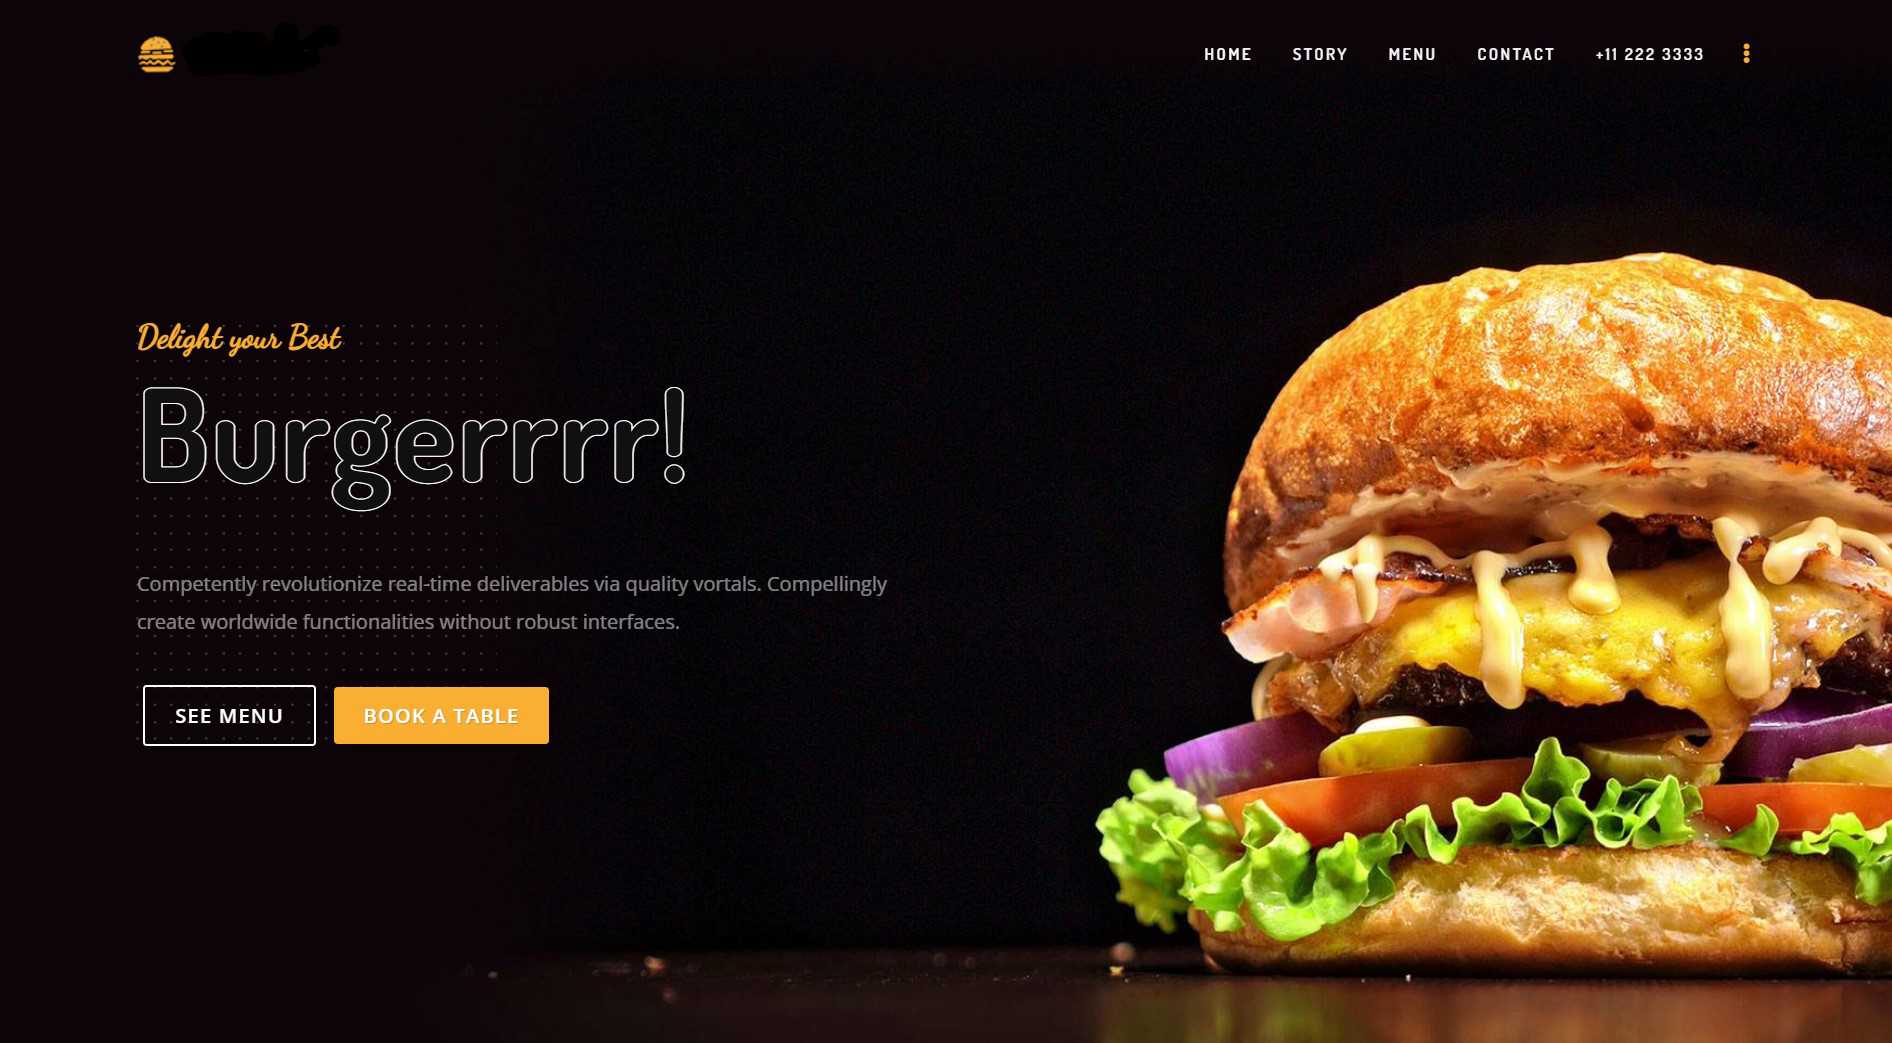 HOME STORY MENU CONTACT +11 222 3333
Delight your Best
Burgerrrr!
Competently revolutionize real-time deliverables via quality vortals. Compellingly
create worldwide functionalities without robust interfaces.
SEE MENU BOOK A TABLE